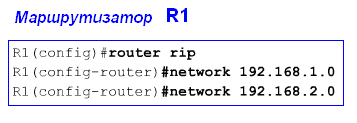 Маршрутизатор R1
R1(config)#router rip
R1(config-router)#network 192.168.1.0
R1(config-router)#network 192.168.2.0